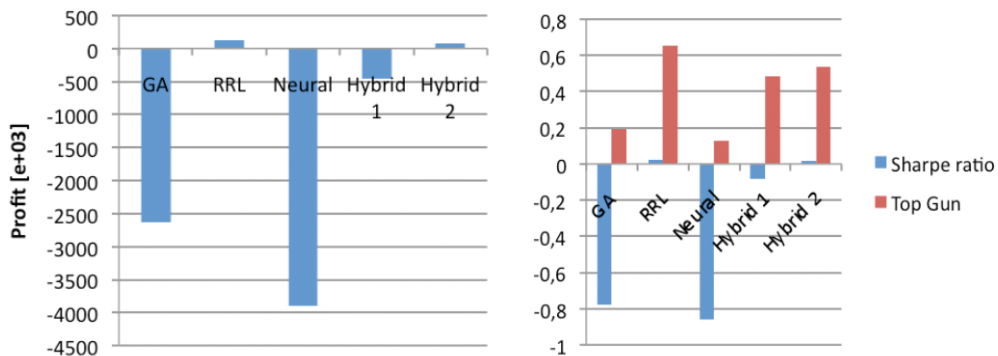 Profit [e+03]
500
0
-500
-1000
-1500
-2000
-2500
-3000
-3500
-4000
-4500
GA
RRL
Neural
Hybrid 1
Hybrid 2
0,8
0,6
0,4
0,2
0
-0,2
-0,4
-0,6
-0,8
-1
GA
RRL
Neural
Hybrid 1
Hybrid 2
Sharpe ratio
Top Gun